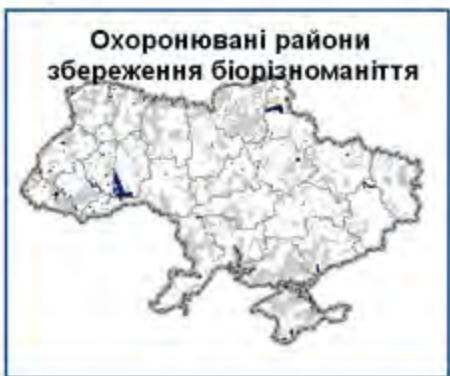 Охоронювані райони
збереження біорізноманіття